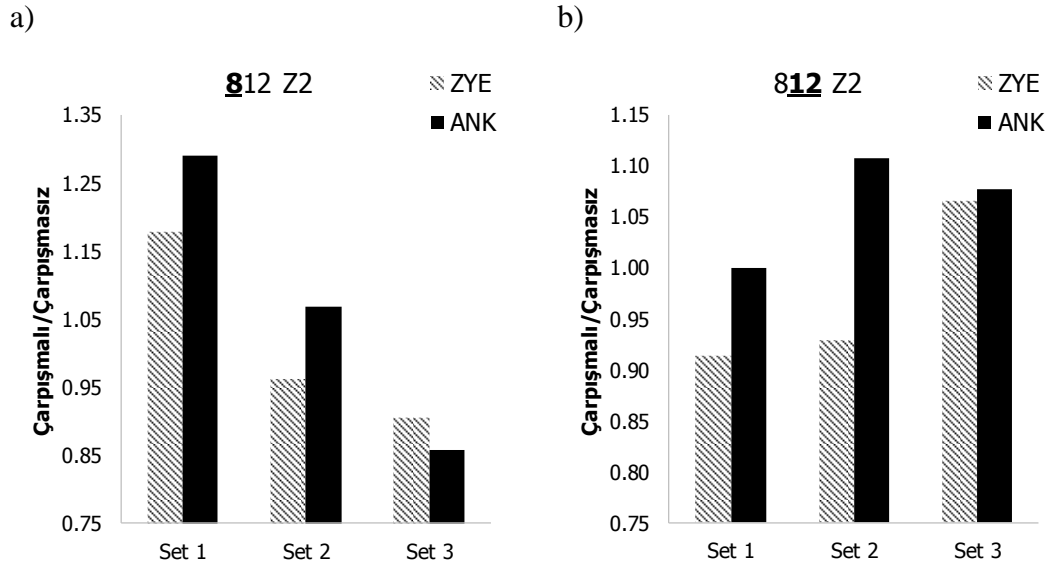 a)
812 Z2
ZYE
ANK
1.35
1.25
1.15
1.05
0.95
0.85
0.75
Çarpışmalı/Çarpışmasız
Set 1 Set 2 Set 3
b)
812 Z2
ZYE
ANK
1.15
1.10
1.05
1.00
0.95
0.90
0.85
0.80
0.75
Çarpışmalı/Çarpışmasız
Set 1 Set 2 Set 3